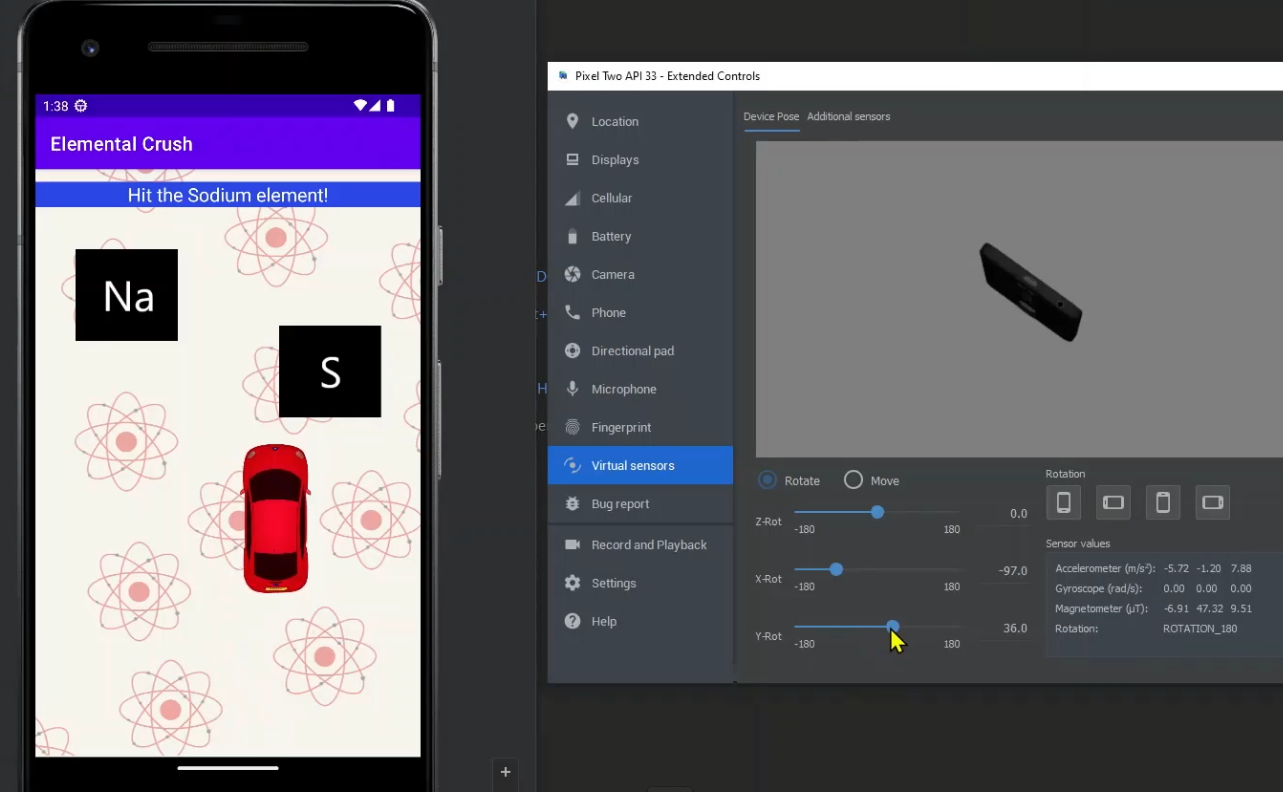 1:38
Elemental Crush
Hit the Sodium element!
Na
S
Pixel Two API 33 - Extended Controls
Location
Displays
Cellular
Battery
Camera
Phone
Directional pad
Microphone
Fingerprint
Virtual sensors
Bug report
Record and Playback
Settings
Help
Device Pose Additional sensors
Rotate Move
Z-Rot 0.0
-180 180
X-Rot -97.0
-180 180
Y-Rot 36.0
-180 180
Rotation
Sensor values
Accelerometer (m/s²): -5.72 -1.20 7.88
Gyroscope (rad/s): 0.00 0.00 0.00
Magnetometer (μT): -6.91 47.32 9.51
Rotation: ROTATION_180
+